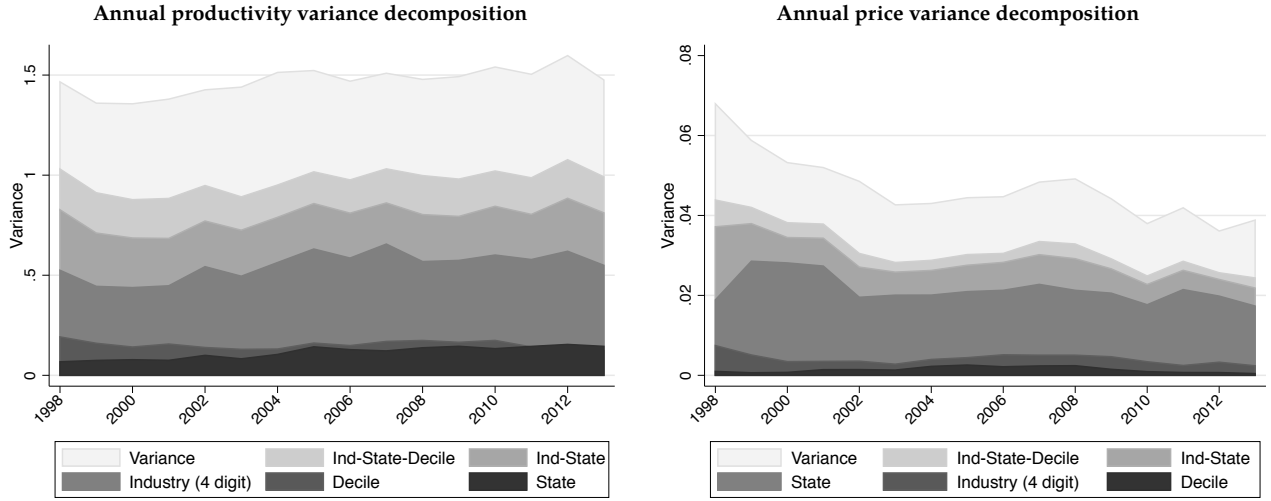 Annual productivity variance decomposition
Variance
0 .5 1 1.5
1998 2000 2002 2004 2006 2008 2010 2012
Variance Ind-State-Decile Ind-State
Industry (4 digit) Decile State
Annual price variance decomposition
Variance
0 .02 .04 .06 .08
1998 2000 2002 2004 2006 2008 2010 2012
Variance Ind-State-Decile Ind-State
State Industry (4 digit) Decile